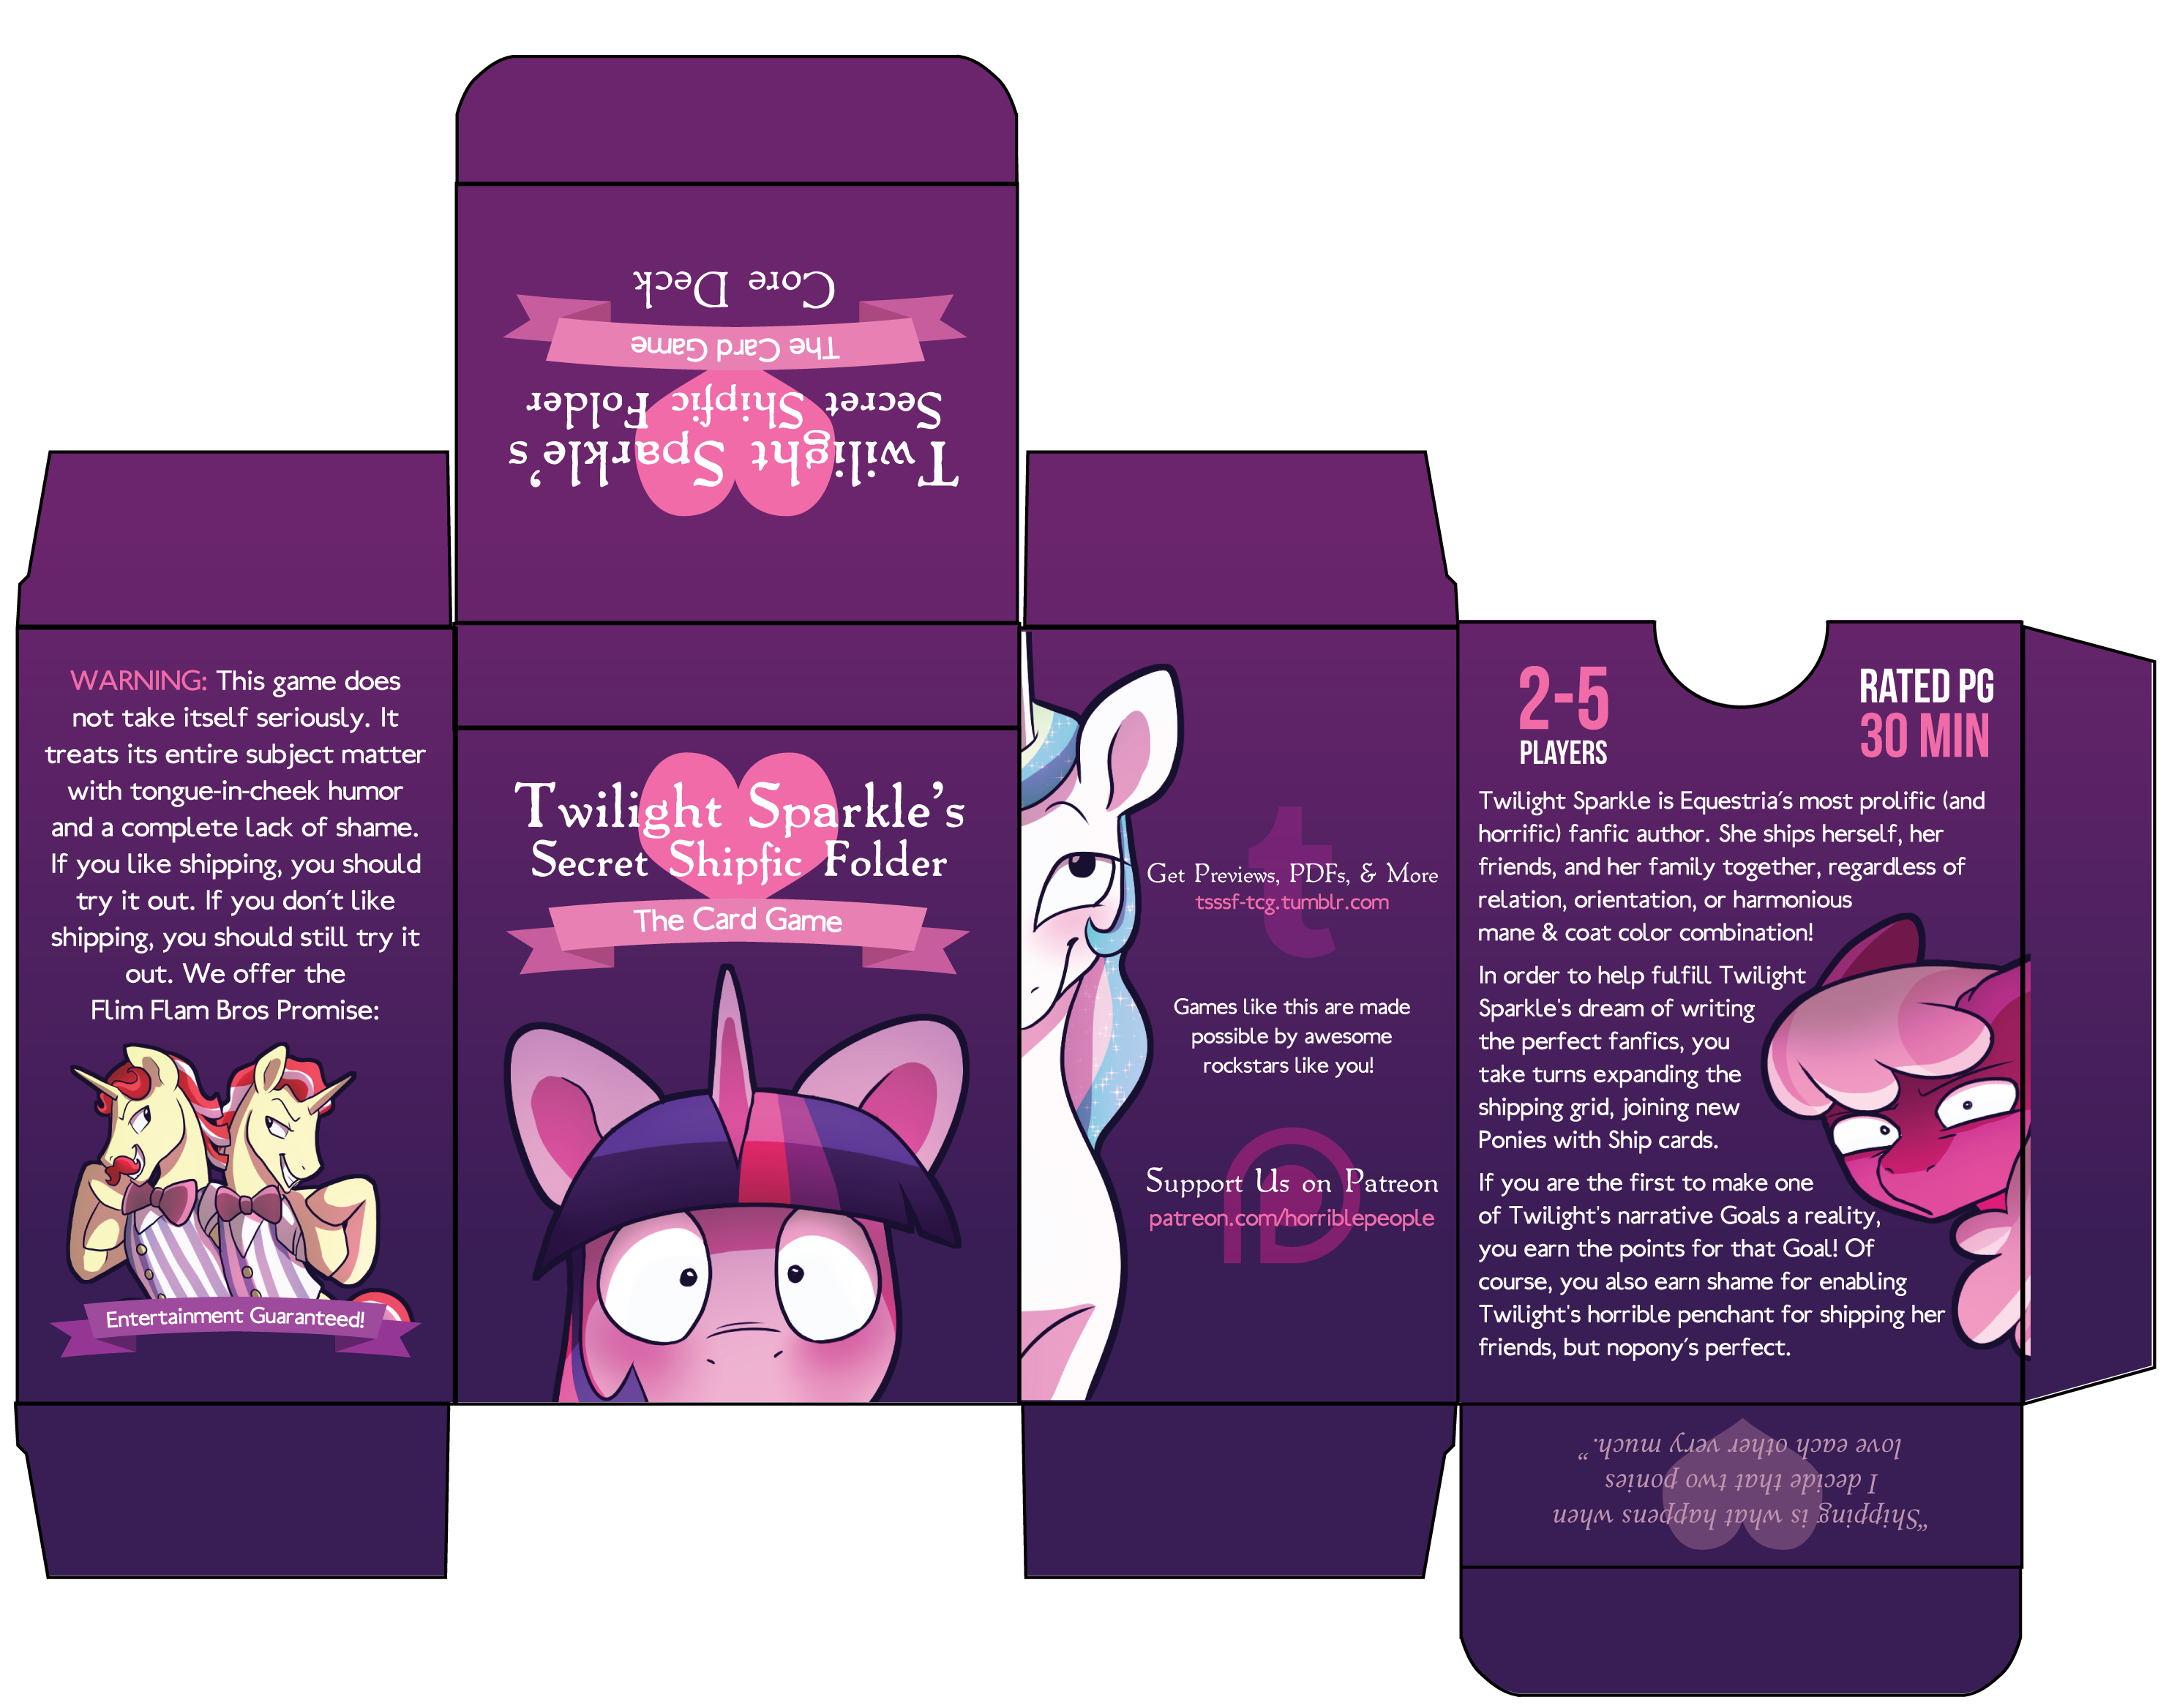 Twilight Sparkle's
Secret Shipfic Folder
The Card Game
Core Deck
WARNING: This game does
not take itself seriously. It
treats its entire subject matter
with tongue-in-cheek humor
and a complete lack of shame.
If you like shipping, you should
try it out. If you don't like
shipping, you should still try it
out. We offer the
Flim Flam Bros Promise:
Entertainment Guaranteed!
Twilight Sparkle's
Secret Shipfic Folder
The Card Game
t
Get Previews, PDFs, & More
tsssf-tcg.tumblr.com
Games like this are made
possible by awesome
rockstars like you!
Support Us on Patreon
patreon.com/horriblepeople
2-5
PLAYERS
RATED PG
30 MIN
Twilight Sparkle is Equestria's most prolific (and
horrific) fanfic author. She ships herself, her
friends, and her family together, regardless of
relation, orientation, or harmonious
mane & coat color combination!
In order to help fulfill Twilight
Sparkle's dream of writing
the perfect fanfics, you
take turns expanding the
shipping grid, joining new
Ponies with Ship cards.
If you are the first to make one
of Twilight's narrative Goals a reality,
you earn the points for that Goal! Of
course, you also earn shame for enabling
Twilight's horrible penchant for shipping her
friends, but nopony's perfect.
"Shipping is what happens when
I decide that two ponies
love each other very much."